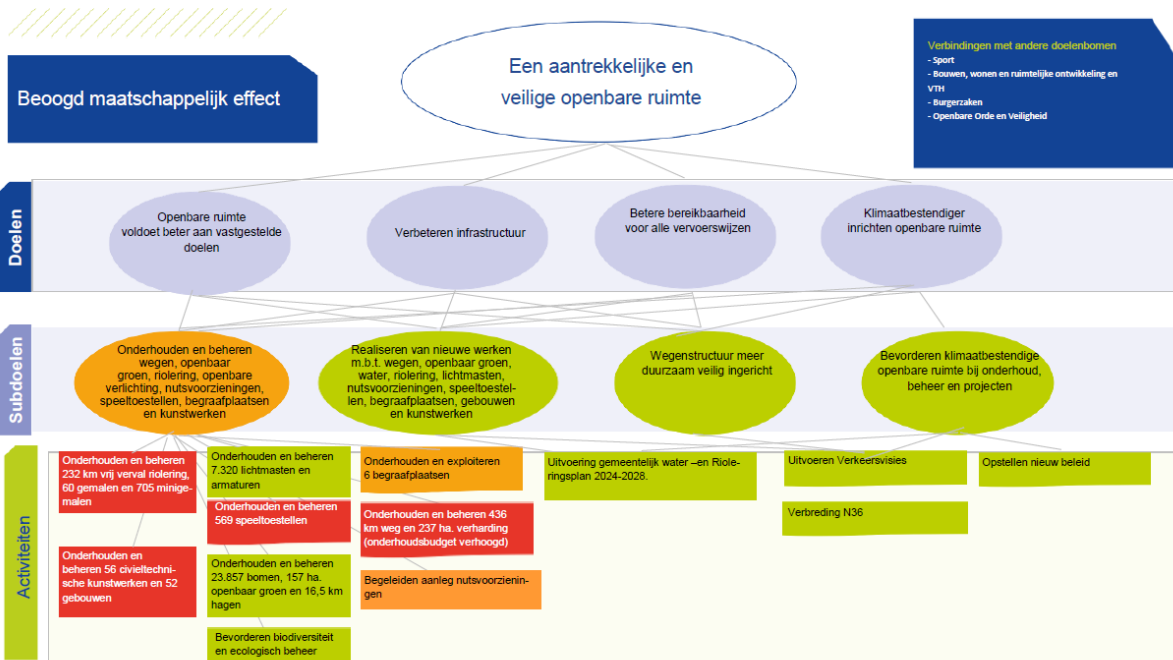 Beoogd maatschappelijk effect
Een aantrekkelijke en
veilige openbare ruimte
Verbindingen met andere doelenbomen
- Sport
- Bouwen, wonen en ruimtelijke ontwikkeling en
VTH
- Burgerzaken
- Openbare Orde en Veiligheid
Doelen
Openbare ruimte
voldoet beter aan vastgestelde
doelen
Verbeteren infrastructuur
Betere bereikbaarheid
voor alle vervoerswijzen
Klimaatbestendiger
inrichten openbare ruimte
Subdoelen
Onderhouden en beheren
wegen, openbaar
groen, riolering, openbare
verlichting, nutsvoorzieningen,
speeltoestellen, begraafplaatsen
en kunstwerken
Realiseren van nieuwe werken
m.b.t. wegen, openbaar groen,
water, riolering, lichtmasten,
nutsvoorzieningen, speeltoestel-
len, begraafplaatsen, gebouwen
en kunstwerken
Wegenstructuur meer
duurzaam veilig ingericht
Bevorderen klimaatbestendige
openbare ruimte bij onderhoud,
beheer en projecten
Activiteiten
Onderhouden en beheren
232 km vrij verval riolering,
60 gemalen en 705 minige-
malen
Onderhouden en
beheren 56 civieltechni-
sche kunstwerken en 52
gebouwen
Onderhouden en beheren
7.320 lichtmasten en
armaturen
Onderhouden en beheren
569 speeltoestellen
Onderhouden en beheren
23.857 bomen, 157 ha.
openbaar groen en 16,5 km
hagen
Bevorderen biodiversiteit
en ecologisch beheer
Onderhouden en exploiteren
6 begraafplaatsen
Onderhouden en beheren 436
km weg en 237 ha. verharding
(onderhoudsbudget verhoogd)
Begeleiden aanleg nutsvoorzienin-
gen
Uitvoering gemeentelijk water –en Riole-
ringsplan 2024-2028.
Uitvoeren Verkeersvisies
Verbreding N36
Opstellen nieuw beleid